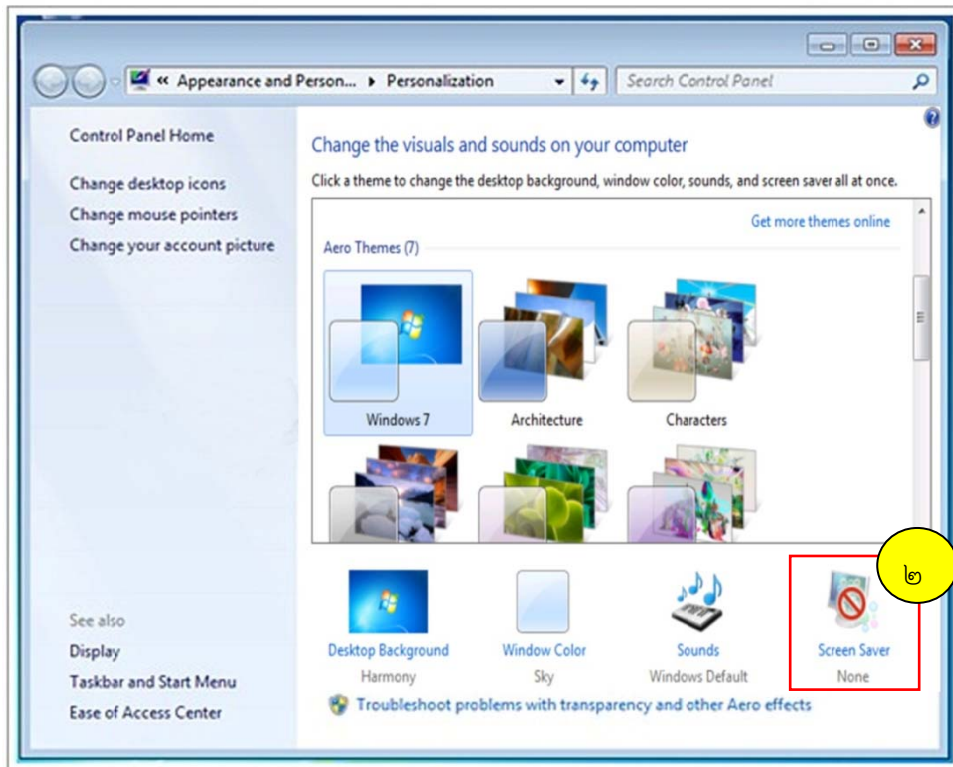 « Appearance and Person... ▸ Personalization
Search Control Panel
Control Panel Home
Change desktop icons
Change mouse pointers
Change your account picture
See also
Display
Taskbar and Start Menu
Ease of Access Center
Change the visuals and sounds on your computer
Click a theme to change the desktop background, window color, sounds, and screen saver all at once.
Get more themes online
Aero Themes (7)
Windows 7
Architecture
Characters
Desktop Background
Harmony
Window Color
Sky
Sounds
Windows Default
๒
Screen Saver
None
Troubleshoot problems with transparency and other Aero effects